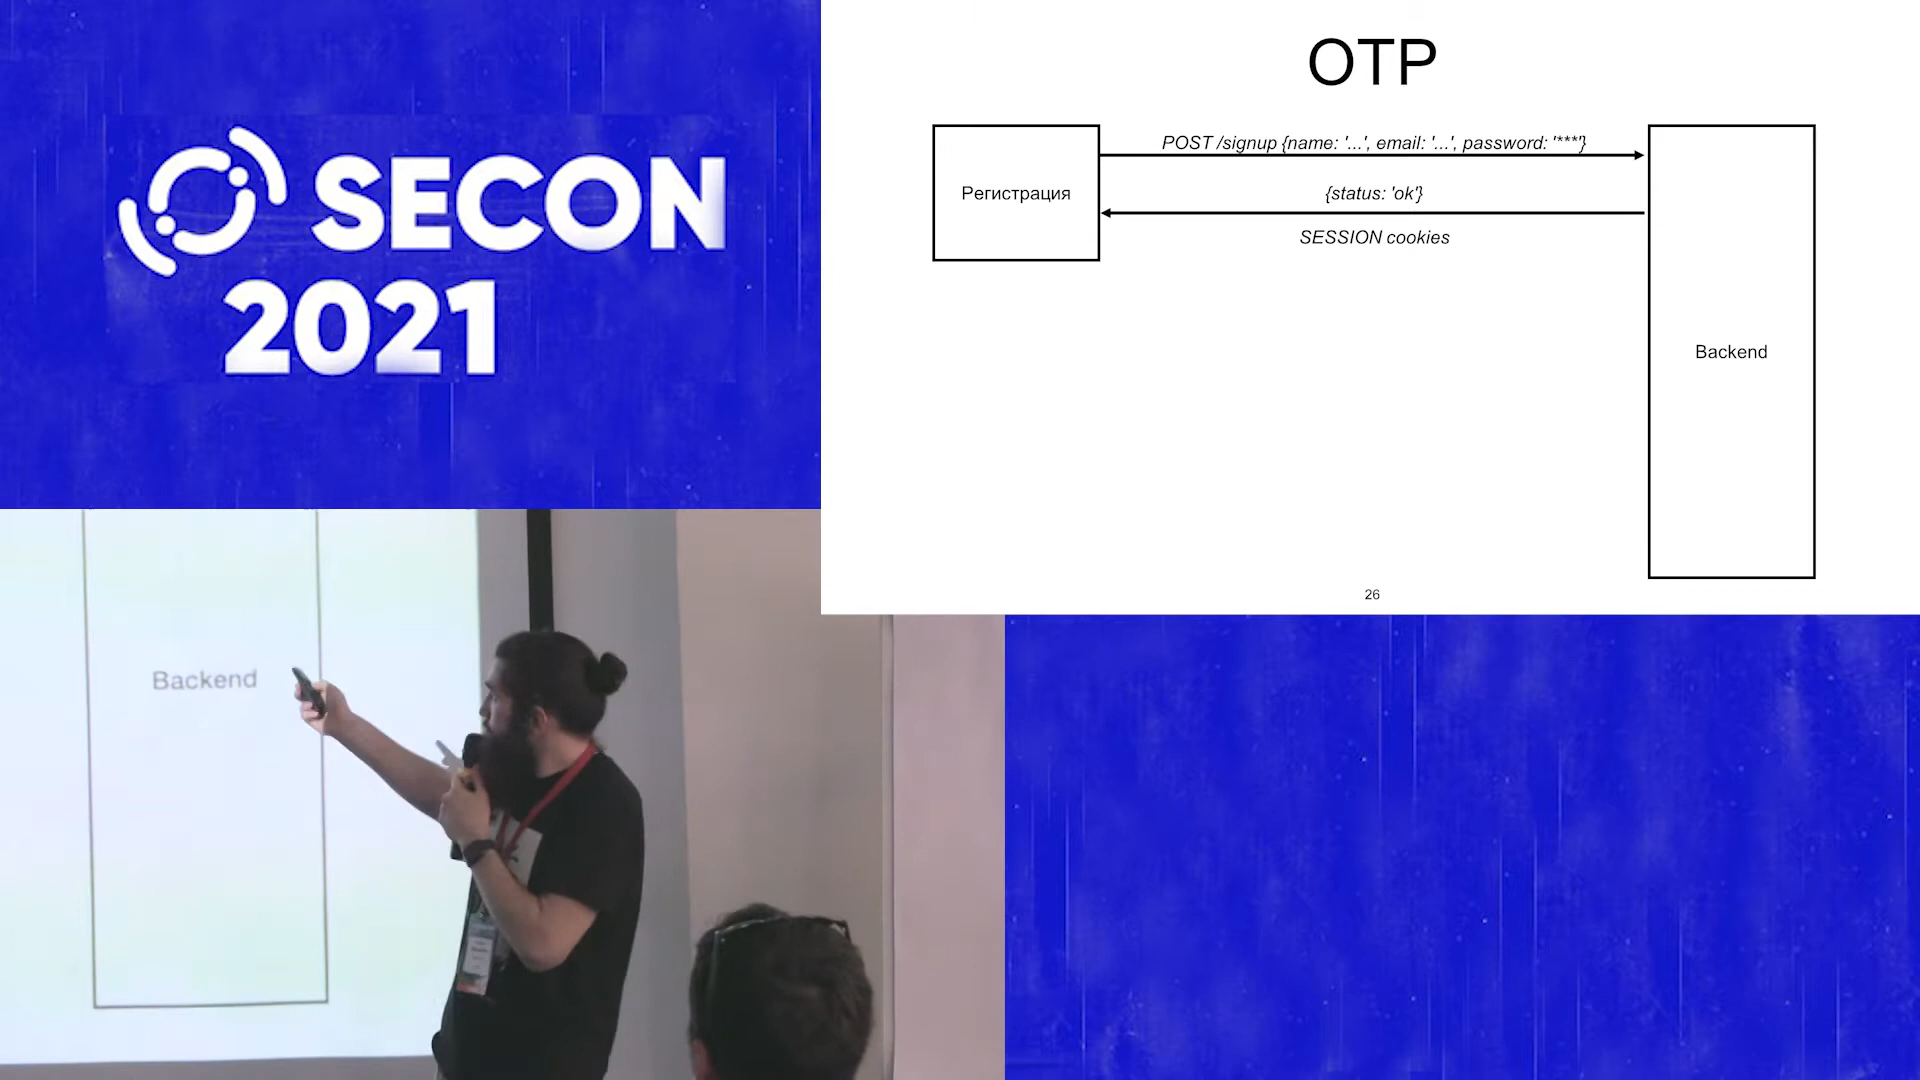 SECON
2021
OTP
POST /signup {name: '...', email: '...', password: '***'}
Регистрация
{status: 'ok'}
SESSION cookies
Backend
26
Backend